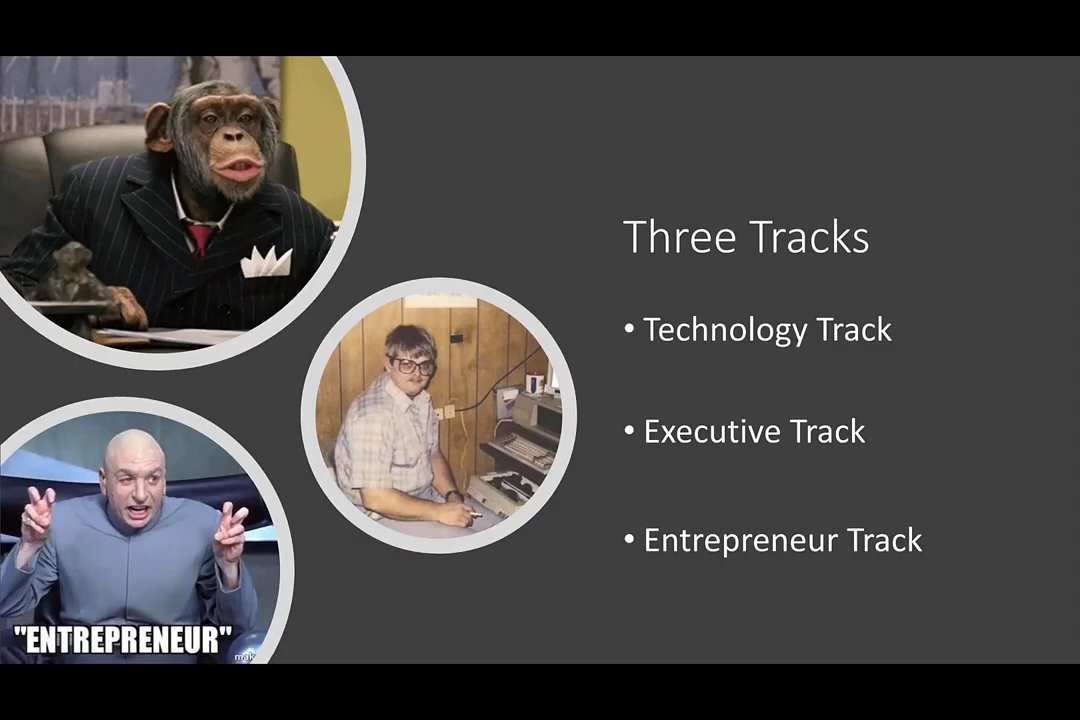 Three Tracks
• Technology Track
• Executive Track
• Entrepreneur Track
"ENTREPRENEUR"